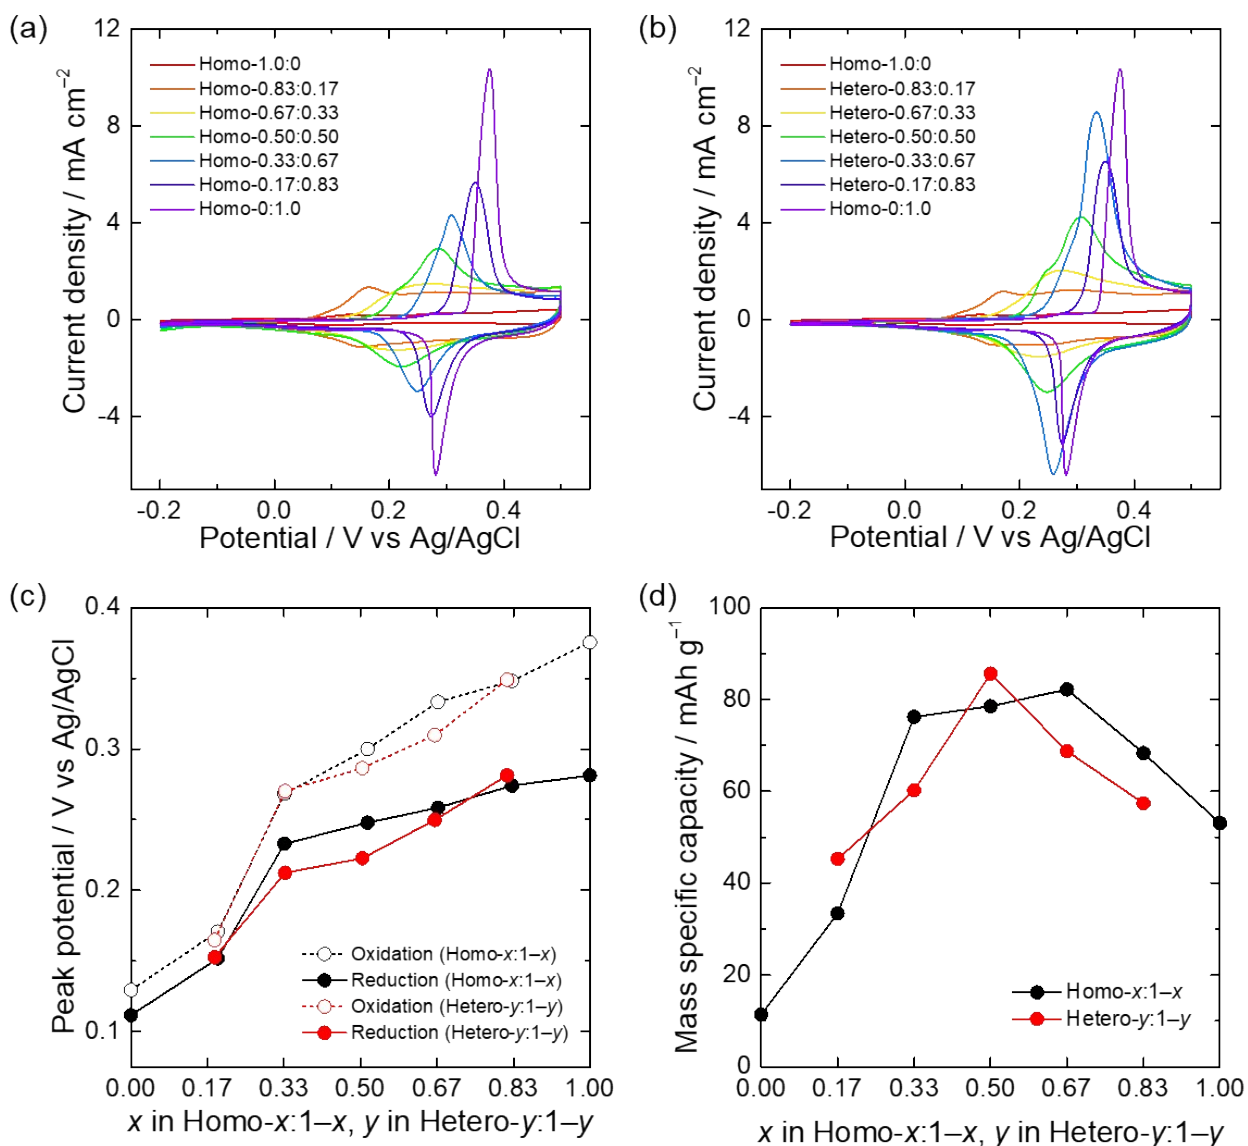 (a)
12
8
4
0
-4
Current density / mA cm⁻²
Homo-1.0:0
Homo-0.83:0.17
Homo-0.67:0.33
Homo-0.50:0.50
Homo-0.33:0.67
Homo-0.17:0.83
Homo-0:1.0
-0.2 0.0 0.2 0.4
Potential / V vs Ag/AgCl
(b)
12
8
4
0
-4
Current density / mA cm⁻²
Homo-1.0:0
Hetero-0.83:0.17
Hetero-0.67:0.33
Hetero-0.50:0.50
Hetero-0.33:0.67
Hetero-0.17:0.83
Homo-0:1.0
-0.2 0.0 0.2 0.4
Potential / V vs Ag/AgCl
(c)
0.4
0.3
0.2
0.1
Peak potential / V vs Ag/AgCl
Oxidation (Homo-x:1–x)
Reduction (Homo-x:1–x)
Oxidation (Hetero-y:1–y)
Reduction (Hetero-y:1–y)
0.00 0.17 0.33 0.50 0.67 0.83 1.00
x in Homo-x:1–x, y in Hetero-y:1–y
(d)
100
80
60
40
20
0
Mass specific capacity / mAh g⁻¹
Homo-x:1–x
Hetero-y:1–y
0.00 0.17 0.33 0.50 0.67 0.83 1.00
x in Homo-x:1–x, y in Hetero-y:1–y